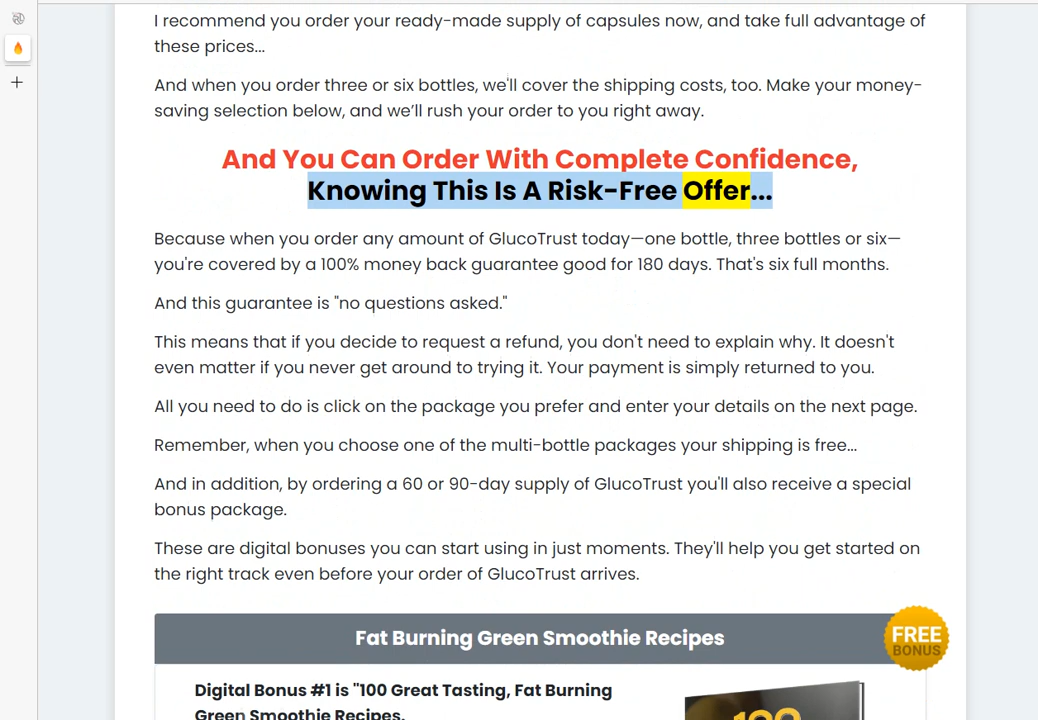 I recommend you order your ready-made supply of capsules now, and take full advantage of
these prices...
And when you order three or six bottles, we'll cover the shipping costs, too. Make your money-
saving selection below, and we’ll rush your order to you right away.
And You Can Order With Complete Confidence,
Knowing This Is A Risk-Free Offer...
Because when you order any amount of GlucoTrust today—one bottle, three bottles or six—
you're covered by a 100% money back guarantee good for 180 days. That's six full months.
And this guarantee is "no questions asked."
This means that if you decide to request a refund, you don't need to explain why. It doesn't
even matter if you never get around to trying it. Your payment is simply returned to you.
All you need to do is click on the package you prefer and enter your details on the next page.
Remember, when you choose one of the multi-bottle packages your shipping is free...
And in addition, by ordering a 60 or 90-day supply of GlucoTrust you'll also receive a special
bonus package.
These are digital bonuses you can start using in just moments. They'll help you get started on
the right track even before your order of GlucoTrust arrives.
Fat Burning Green Smoothie Recipes
FREE
BONUS
Digital Bonus #1 is "100 Great Tasting, Fat Burning
Green Smoothie Recipes.
100